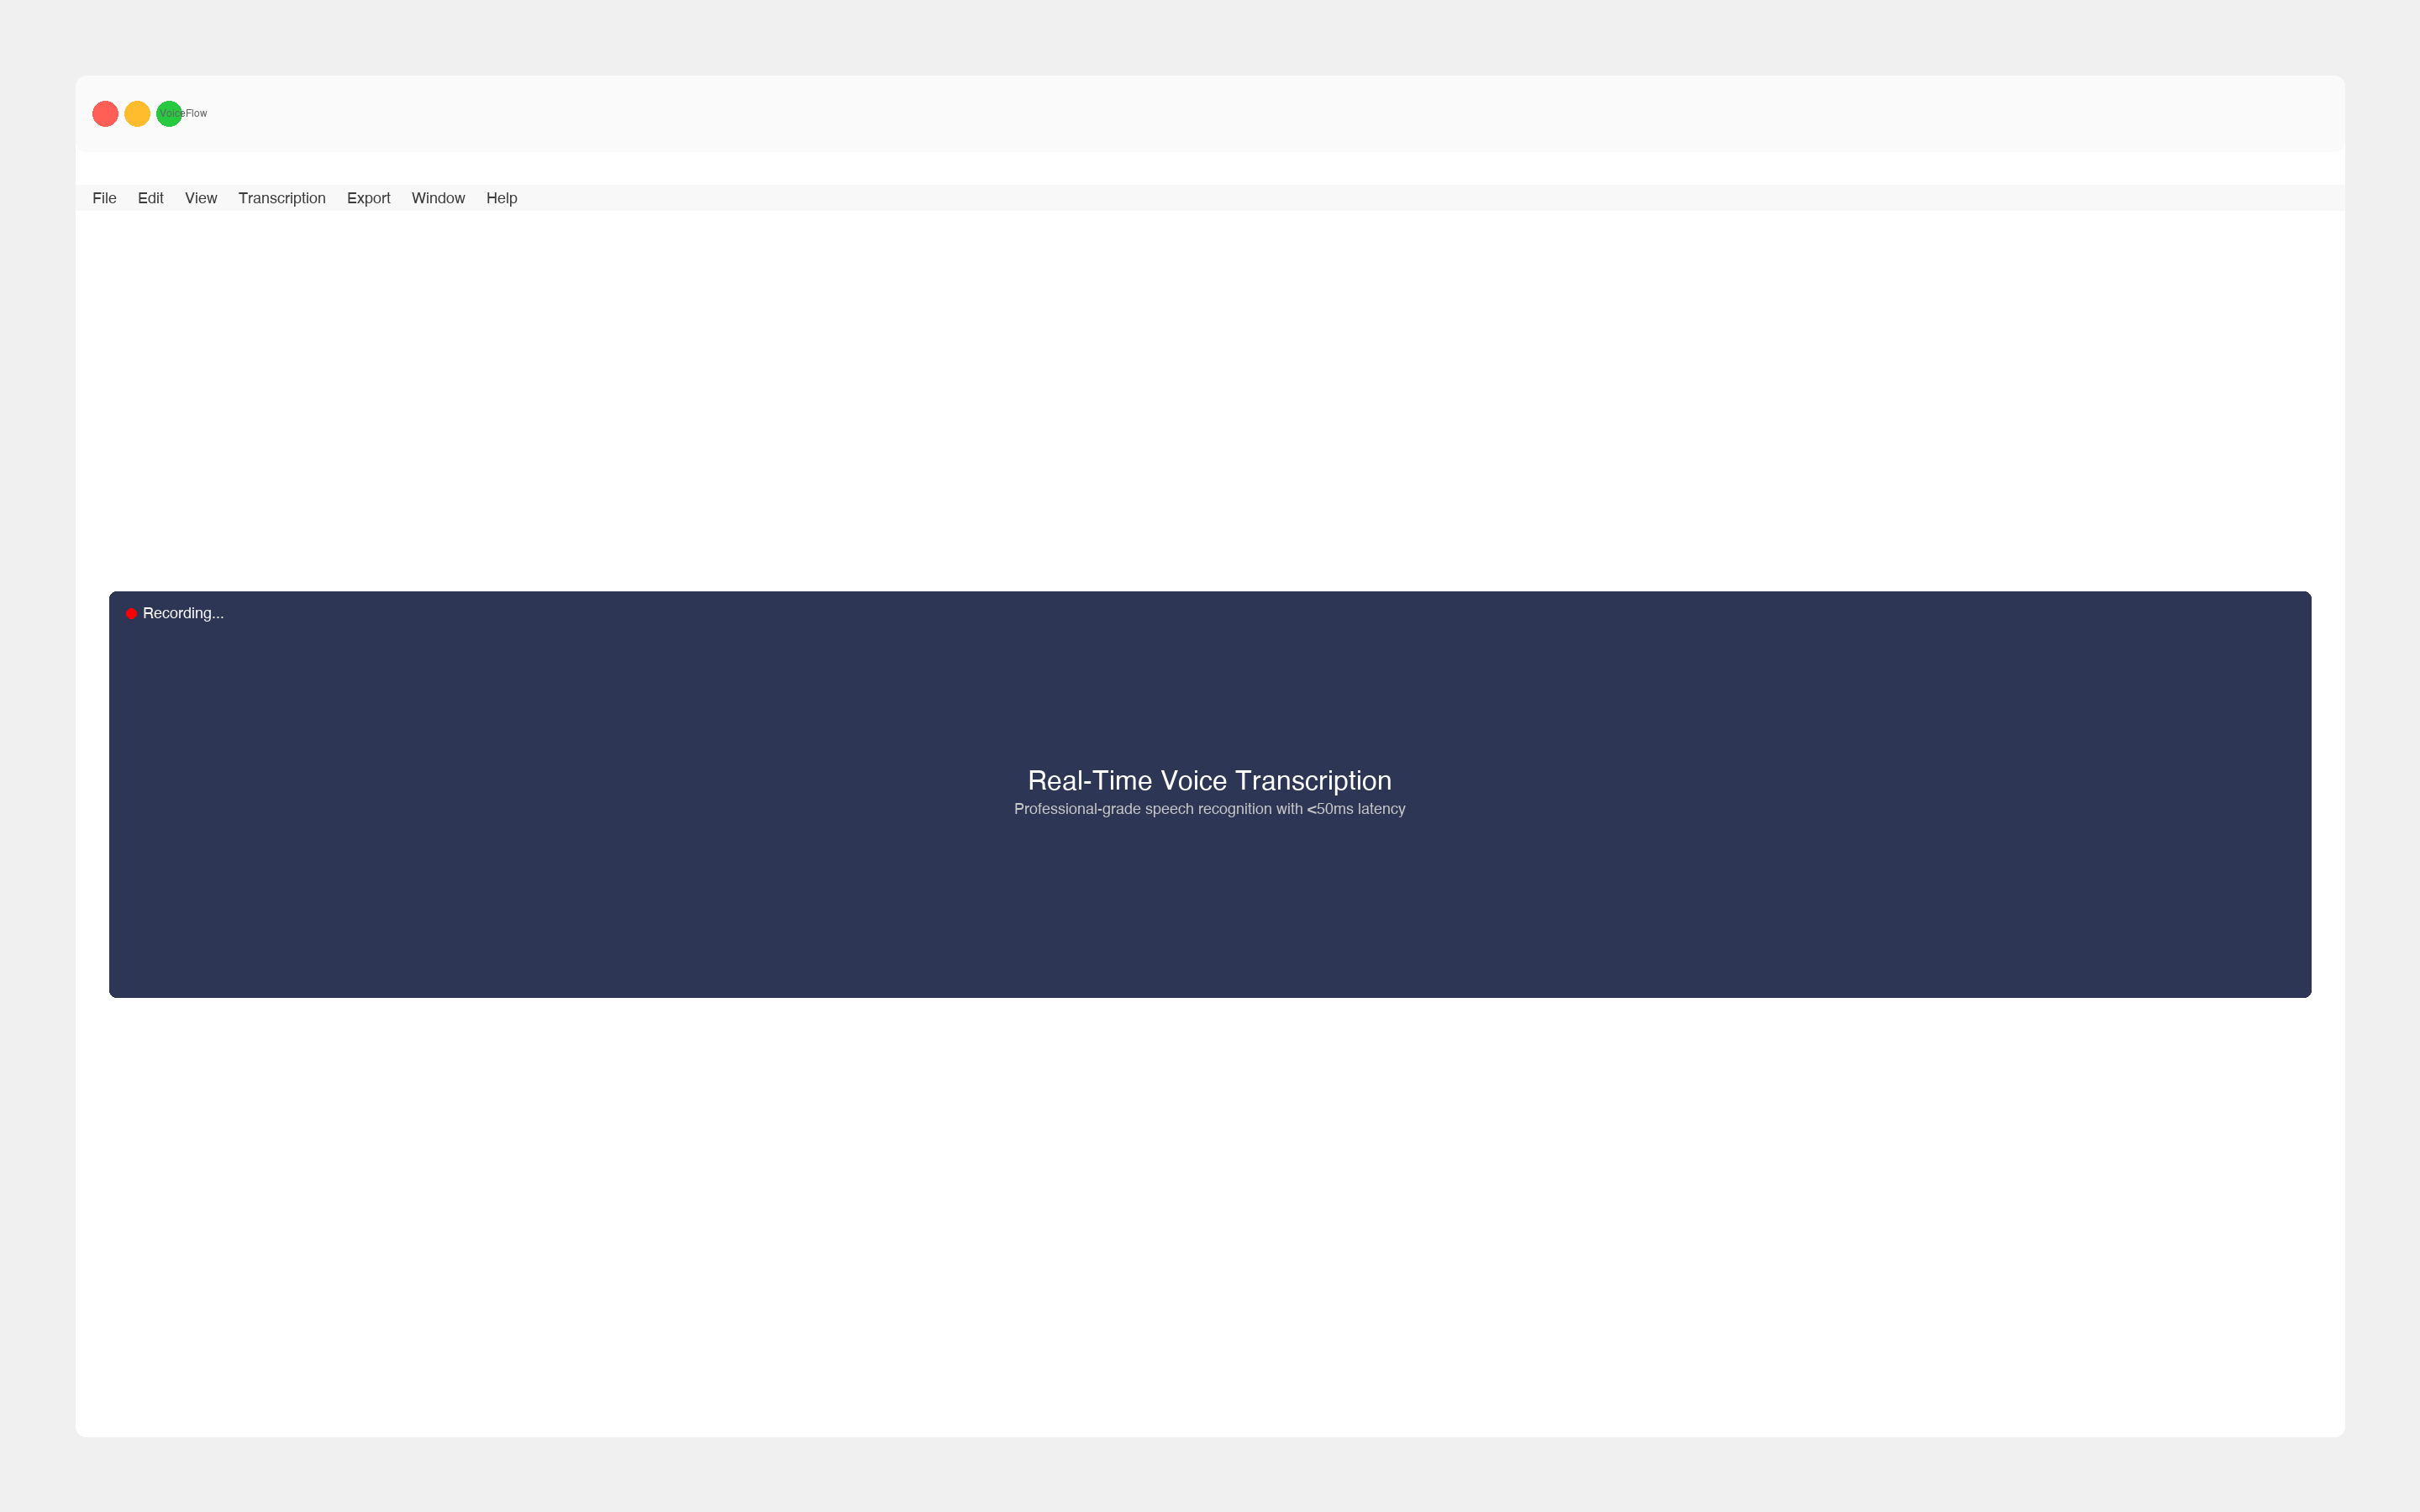 VoiceFlow
File Edit View Transcription Export Window Help
Recording...
Real-Time Voice Transcription
Professional-grade speech recognition with <50ms latency